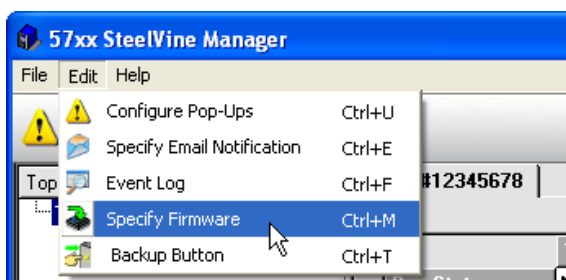 57xx SteelVine Manager
File Edit Help
Configure Pop-Ups Ctrl+U
Specify Email Notification Ctrl+E
Top
Event Log Ctrl+F
#12345678
Specify Firmware Ctrl+M
Backup Button Ctrl+T